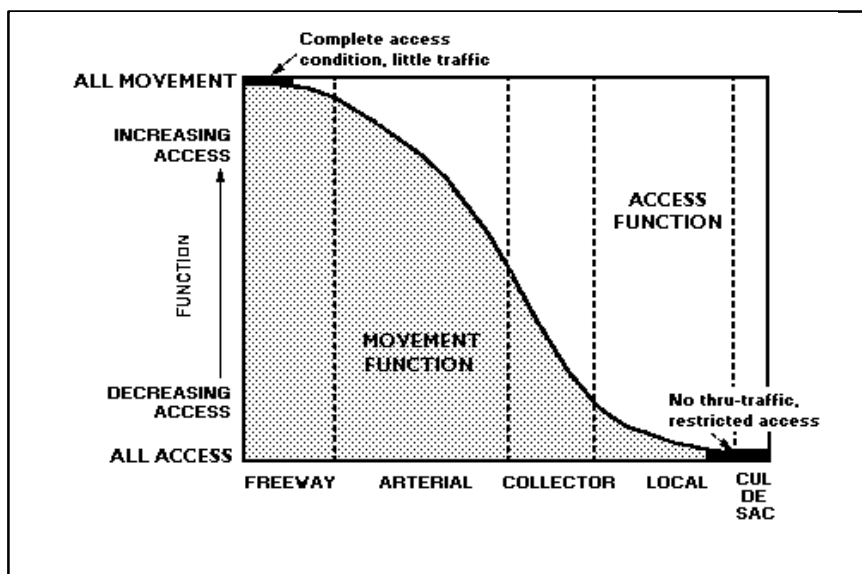 Complete access
condition, little traffic
ALL MOVEMENT
INCREASING
ACCESS
FUNCTION
DECREASING
ACCESS
ALL ACCESS
ACCESS
FUNCTION
MOVEMENT
FUNCTION
No thru-traffic,
restricted access
FREEWAY
ARTERIAL
COLLECTOR
LOCAL
CUL
DE
SAC